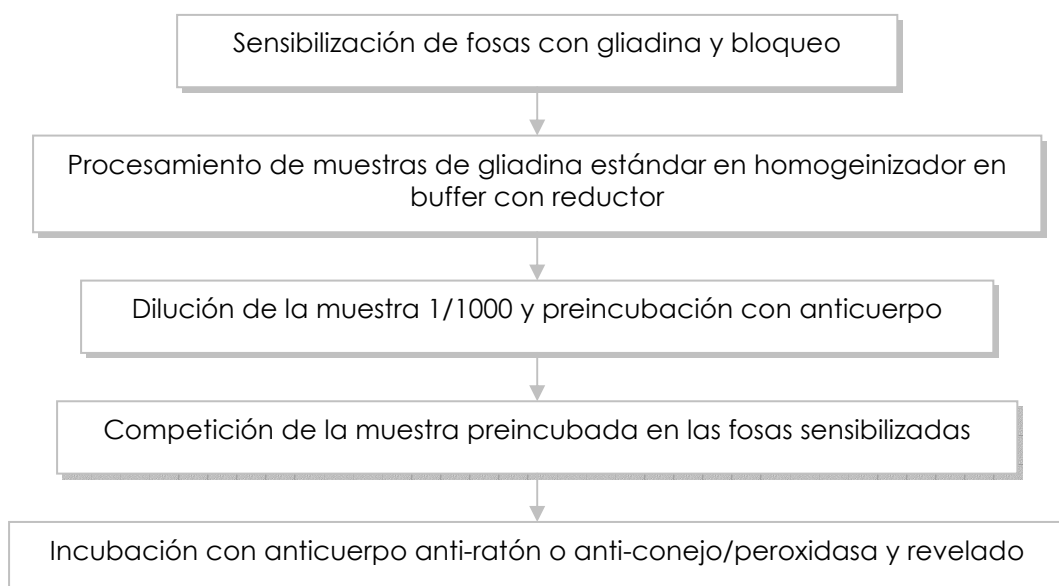 Sensibilización de fosas con gliadina y bloqueo
Procesamiento de muestras de gliadina estándar en homogeinizador en
buffer con reductor
Dilución de la muestra 1/1000 y preincubación con anticuerpo
Competición de la muestra preincubada en las fosas sensibilizadas
Incubación con anticuerpo anti-ratón o anti-conejo/peroxidasa y revelado